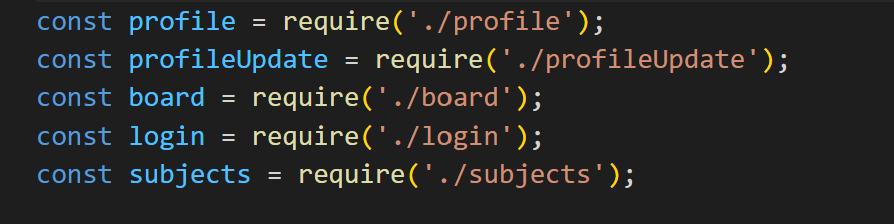 const profile = require('./profile');
const profileUpdate = require('./profileUpdate');
const board = require('./board');
const login = require('./login');
const subjects = require('./subjects');